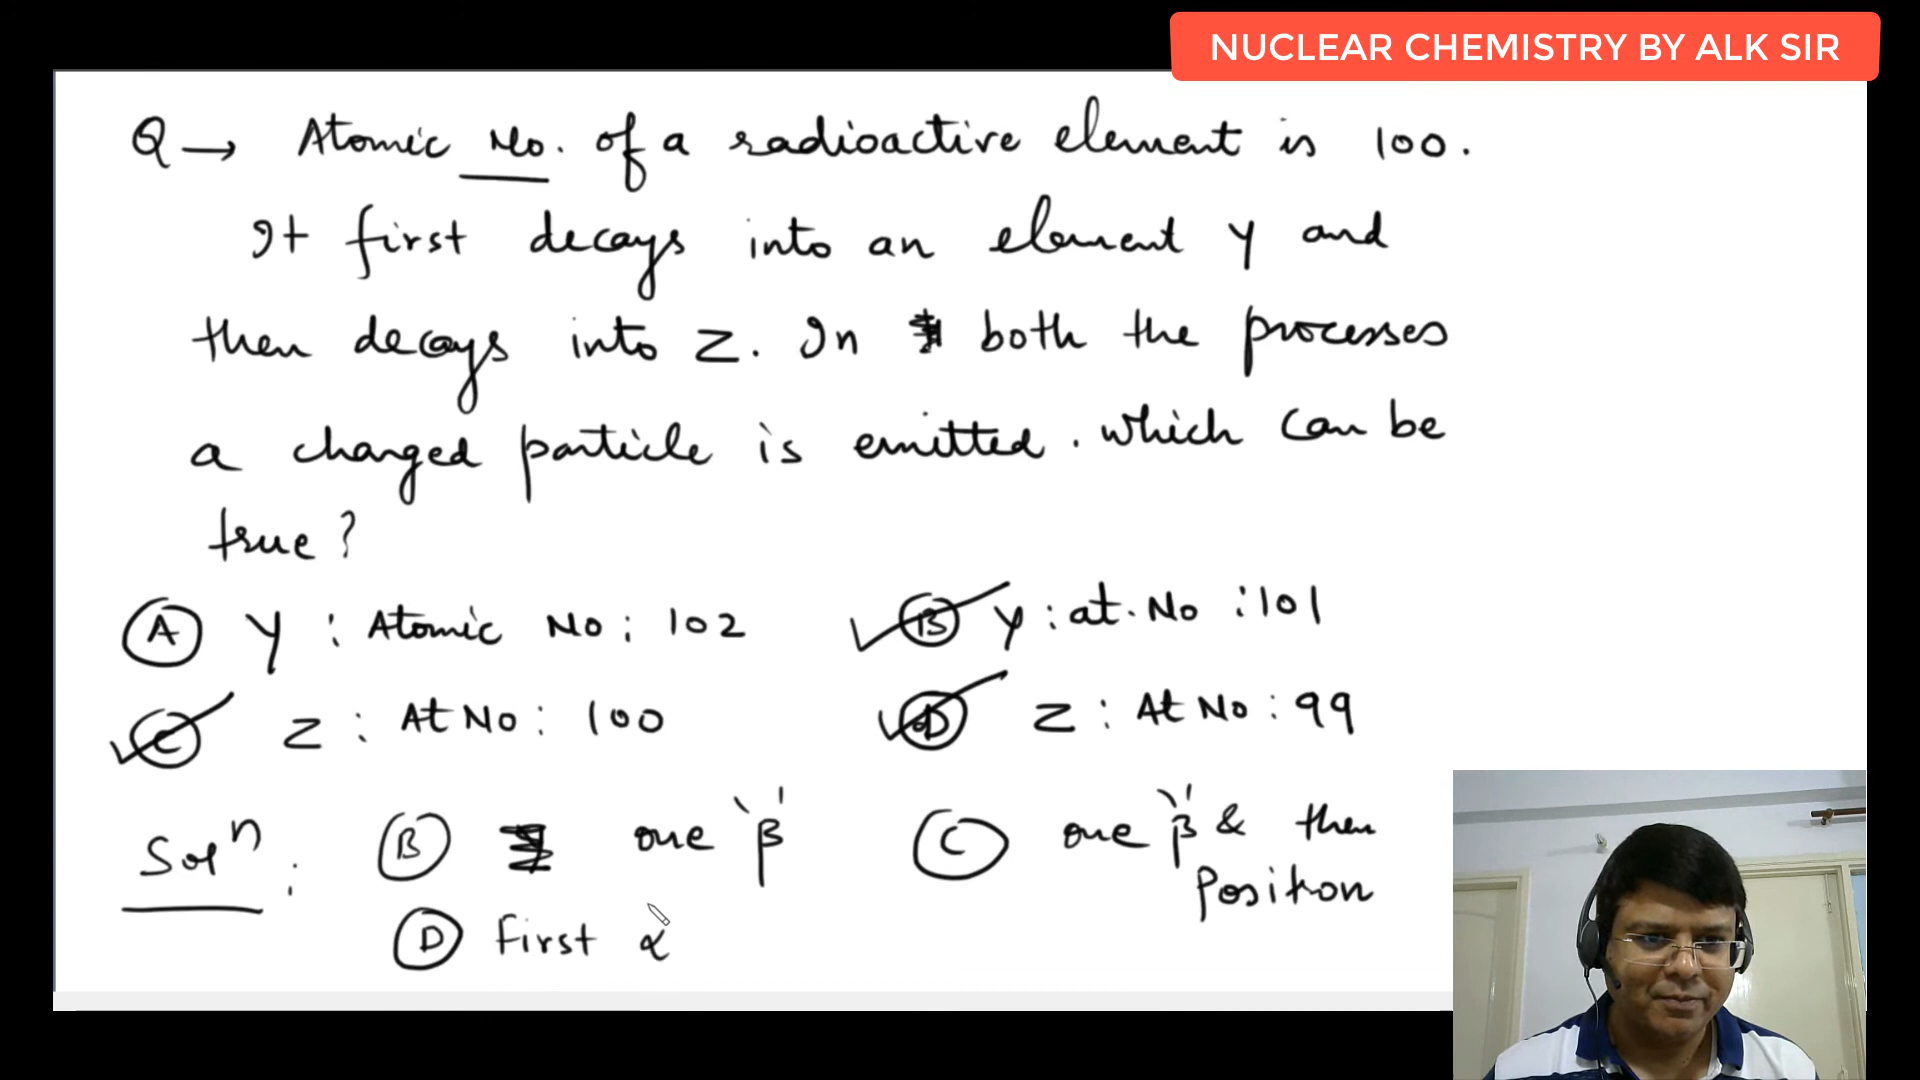 NUCLEAR CHEMISTRY BY ALK SIR
Q → Atomic No. of a radioactive element is 100.
It first decays into an element Y and
then decays into Z. In both the processes
a charged particle is emitted. which can be
true?
(A) Y : Atomic No : 102
(B) Y : at. No : 101
(C) Z : At No : 100
(D) Z : At No : 99
Solⁿ : (B) one 'β'
(C) one 'β' & then
Positron
(D) First α